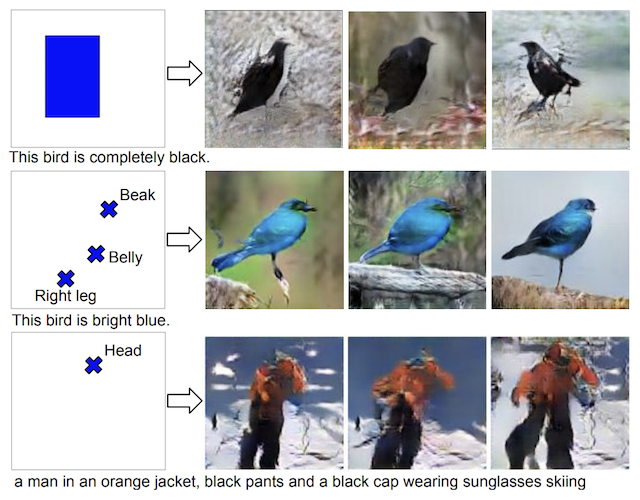 This bird is completely black.
Beak
Belly
Right leg
This bird is bright blue.
Head
a man in an orange jacket, black pants and a black cap wearing sunglasses skiing